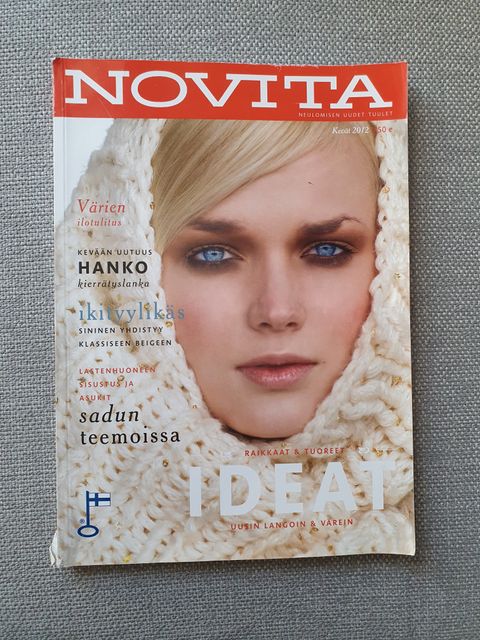 NOVITA
NEULOMISEN UUDET TUULET
Kevät 2012
50 e
Värien
ilotulitus
KEVÄÄN UUTUUS
HANKO
kierrätyslanka
ikityylikäs
SININEN YHDISTYY
KLASSISEEN BEIGEEN
LASTENHUONEEN
SISUSTUS JA
ASUKIT
sadun
teemoissa
RAIKKAAT & TUOREET
IDEAT
UUSIN LANGOIN & VÄREIN